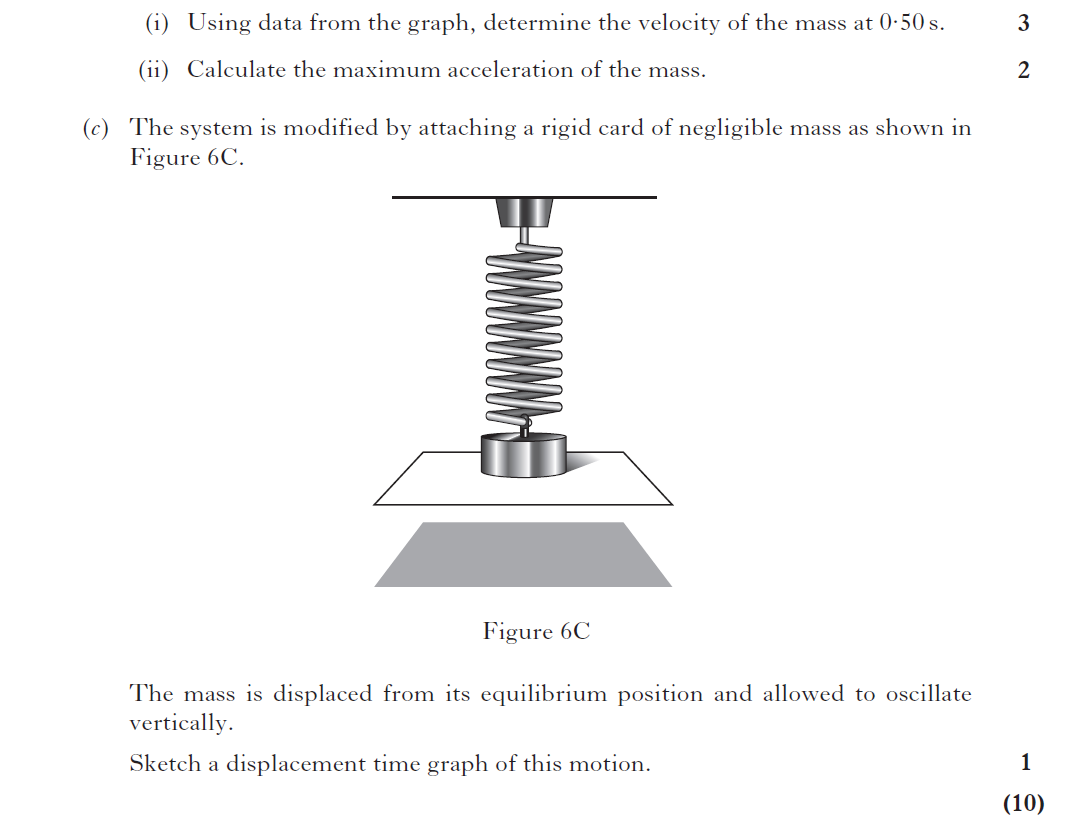 (i) Using data from the graph, determine the velocity of the mass at 0·50 s. 3
(ii) Calculate the maximum acceleration of the mass. 2
(c) The system is modified by attaching a rigid card of negligible mass as shown in
Figure 6C.
Figure 6C
The mass is displaced from its equilibrium position and allowed to oscillate
vertically.
Sketch a displacement time graph of this motion. 1
(10)